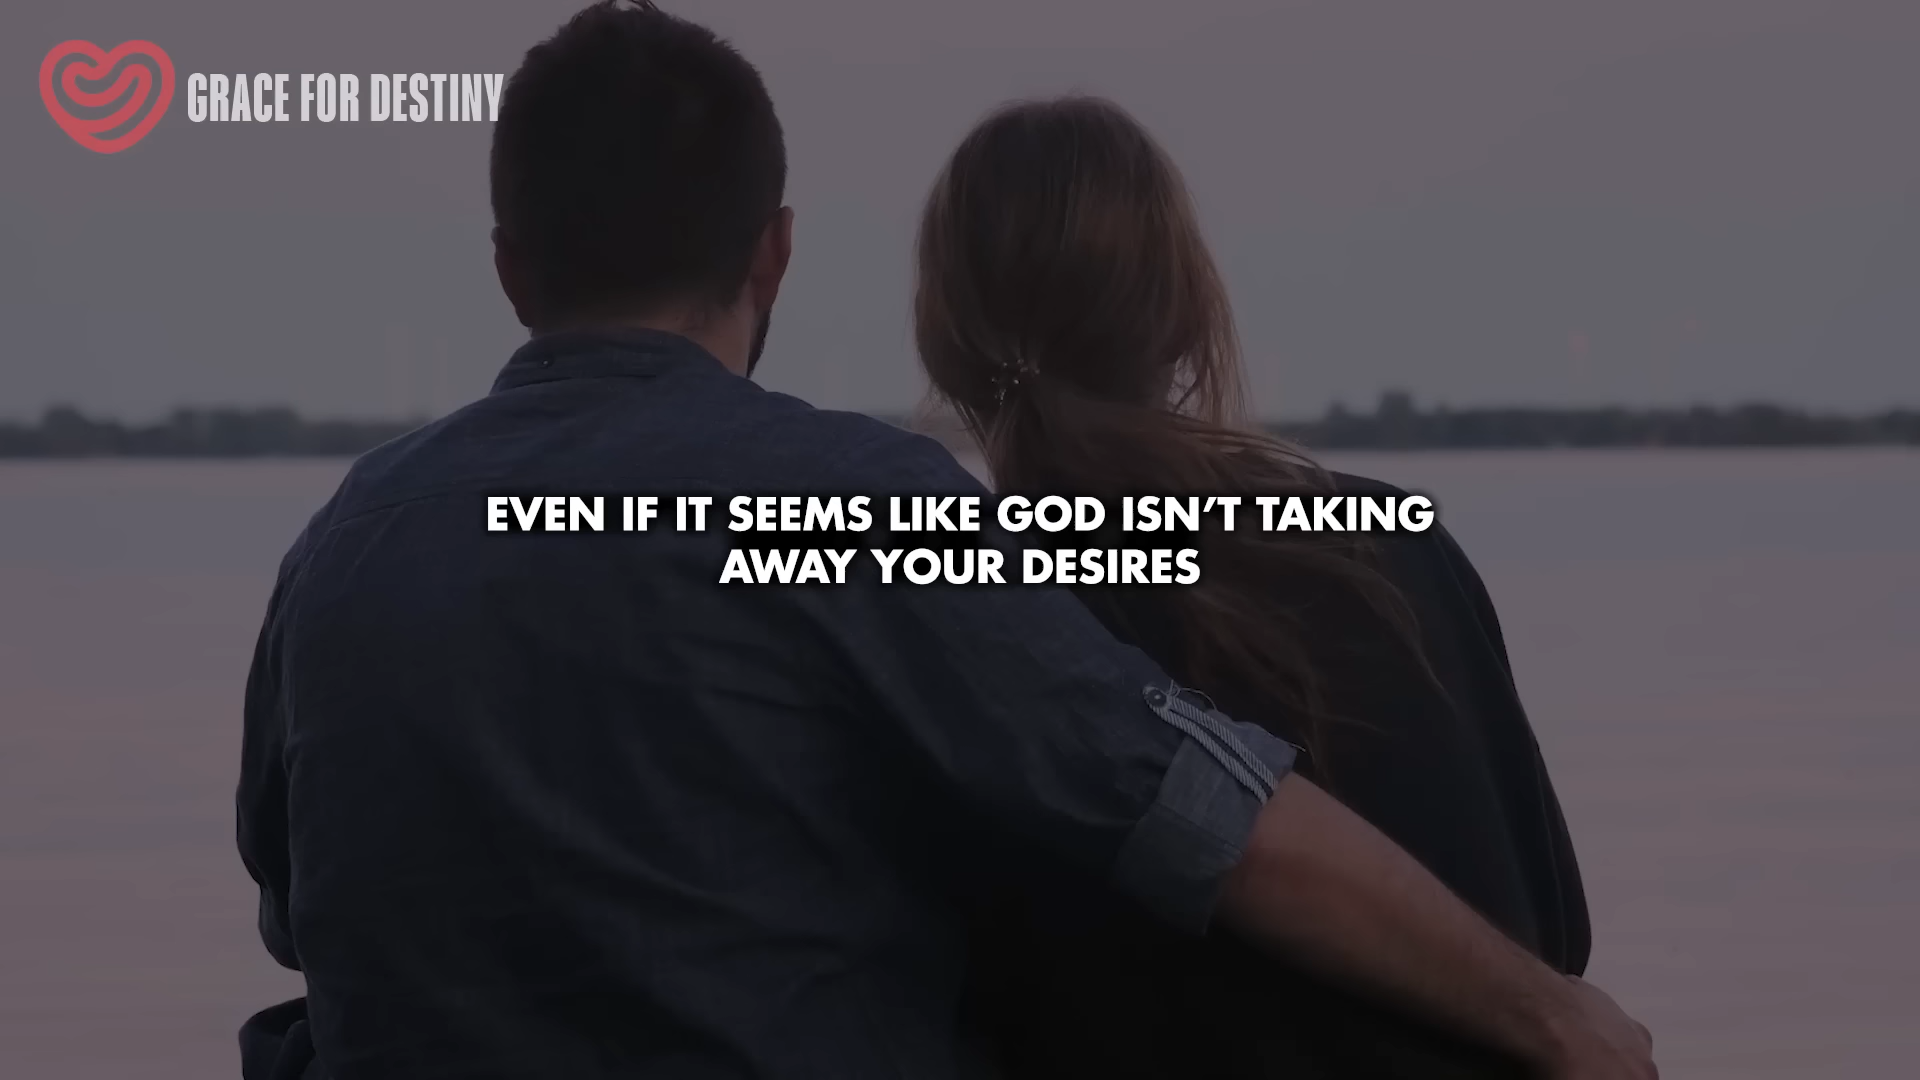 GRACE FOR DESTINY
EVEN IF IT SEEMS LIKE GOD ISN’T TAKING
AWAY YOUR DESIRES